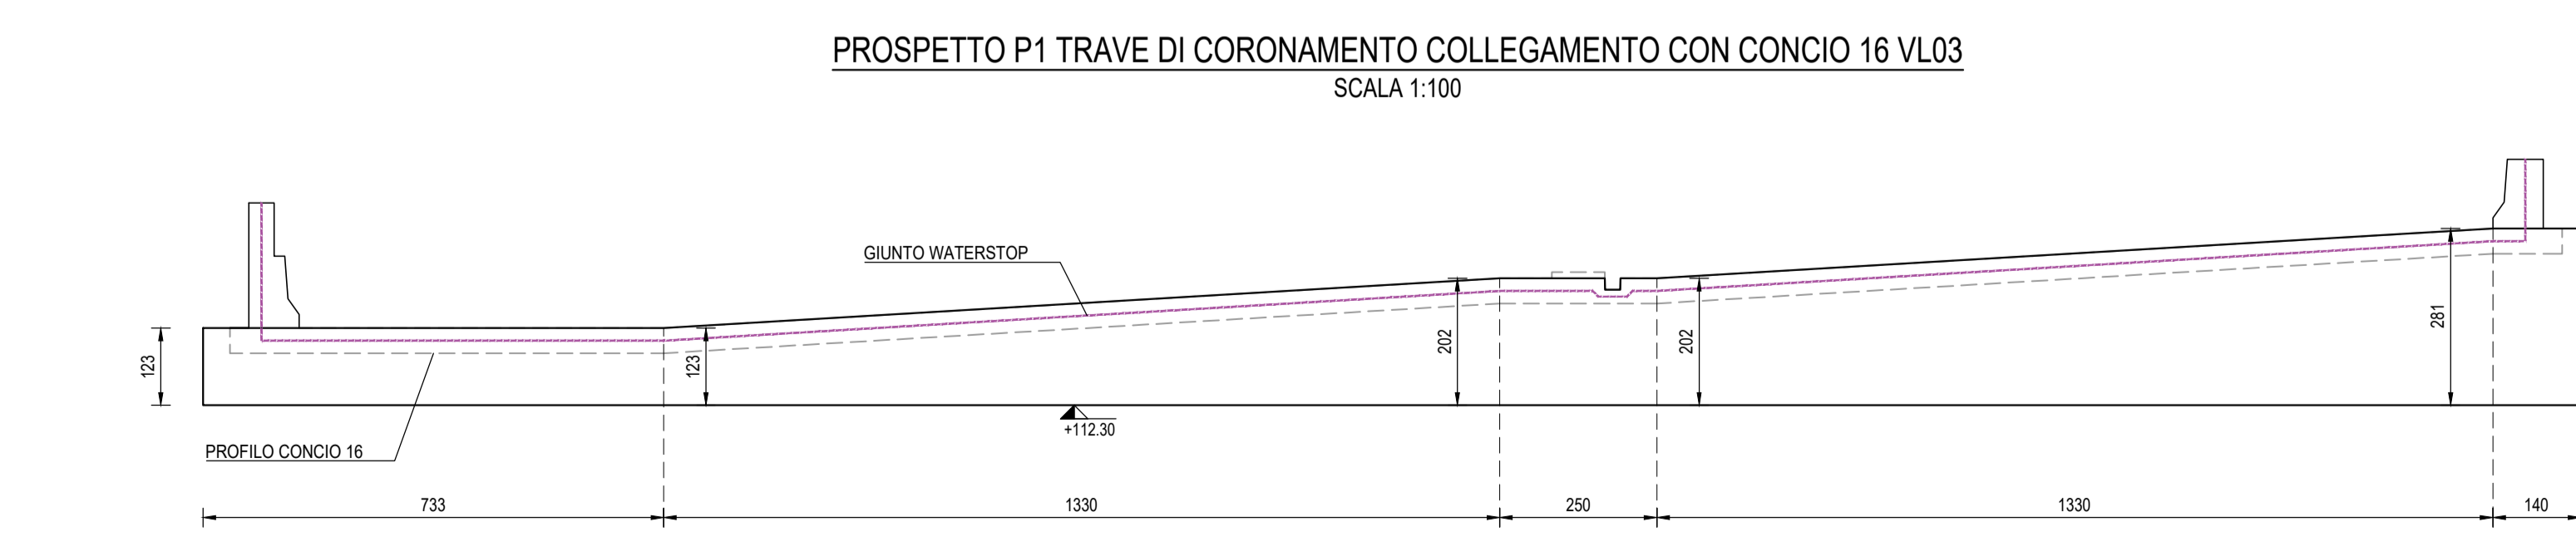 PROSPETTO P1 TRAVE DI CORONAMENTO COLLEGAMENTO CON CONCIO 16 VL03
SCALA 1:100
GIUNTO WATERSTOP
123
123
202
202
281
+112.30
PROFILO CONCIO 16
733
1330
250
1330
140